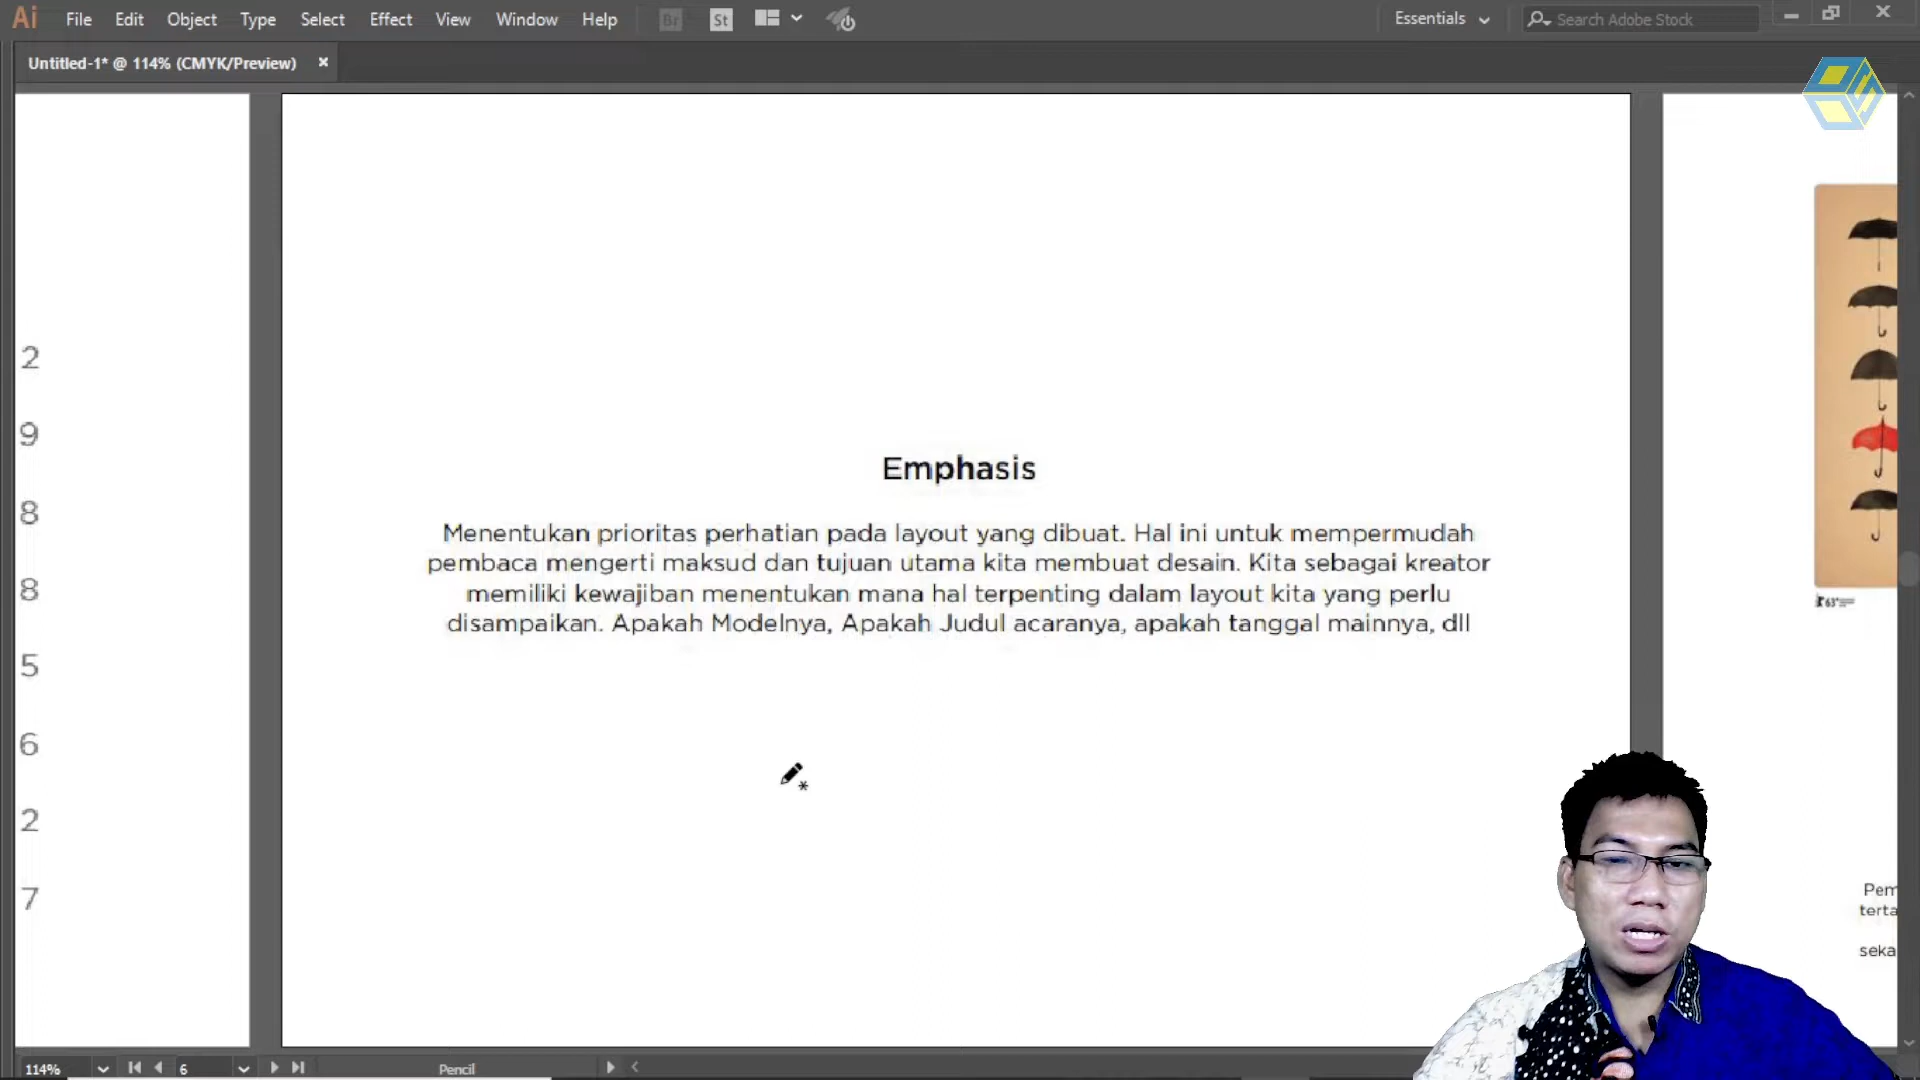 Ai File Edit Object Type Select Effect View Window Help Br St Essentials Search Adobe Stock
Untitled-1* @ 114% (CMYK/Preview) ×
2
9
8
8
5
6
2
7
Emphasis
Menentukan prioritas perhatian pada layout yang dibuat. Hal ini untuk mempermudah
pembaca mengerti maksud dan tujuan utama kita membuat desain. Kita sebagai kreator
memiliki kewajiban menentukan mana hal terpenting dalam layout kita yang perlu
disampaikan. Apakah Modelnya, Apakah Judul acaranya, apakah tanggal mainnya, dll
Pem
terta
seka
114% 6 Pencil